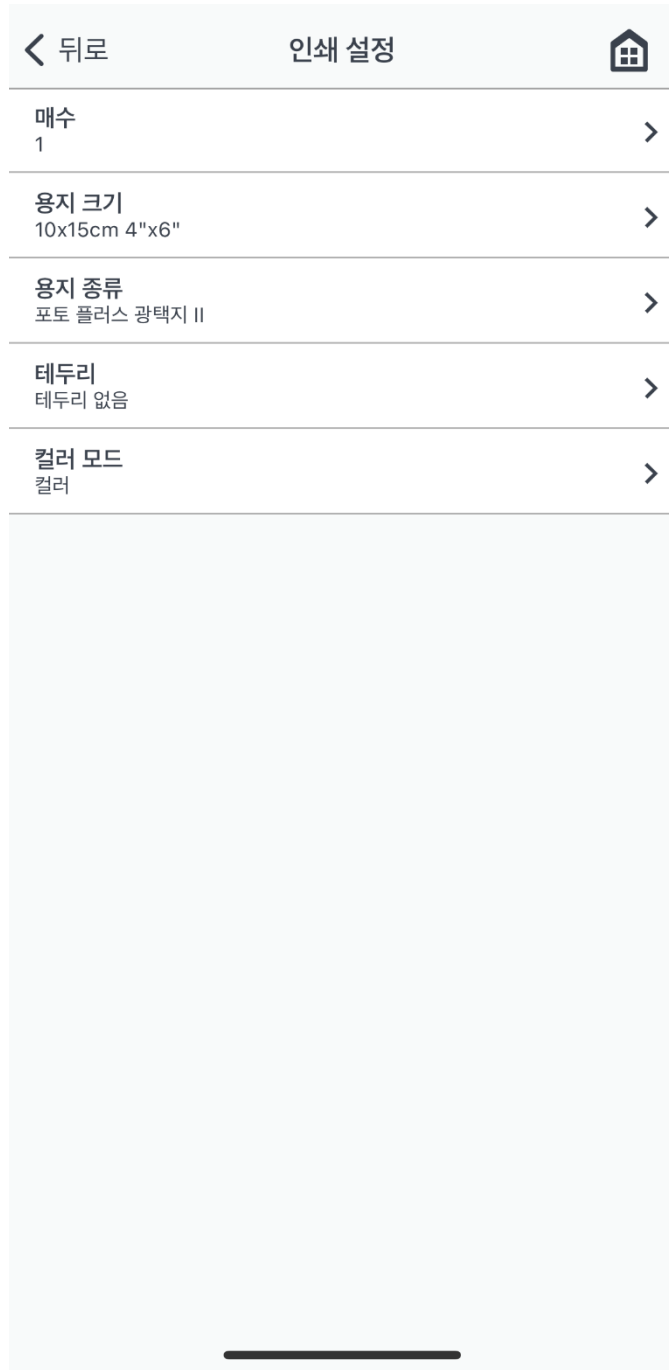 뒤로
인쇄 설정
매수
1
용지 크기
10x15cm 4"x6"
용지 종류
포토 플러스 광택지 II
테두리
테두리 없음
컬러 모드
컬러